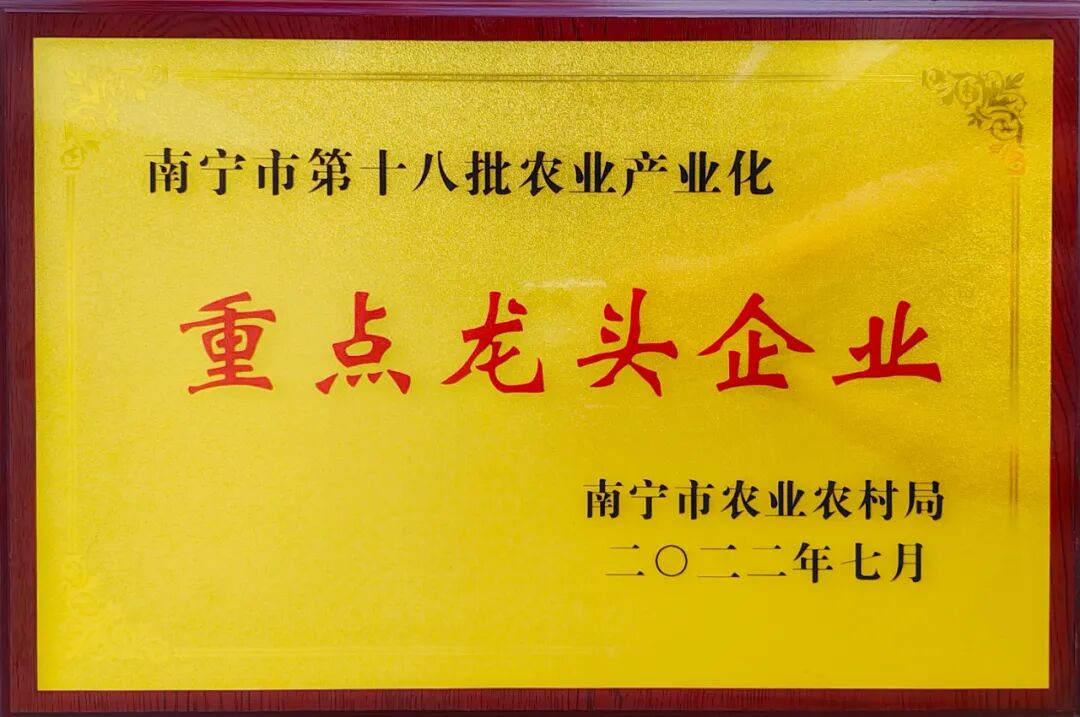 南宁市第十八批农业产业化
重点龙头企业
南宁市农业农村局
二〇二二年七月